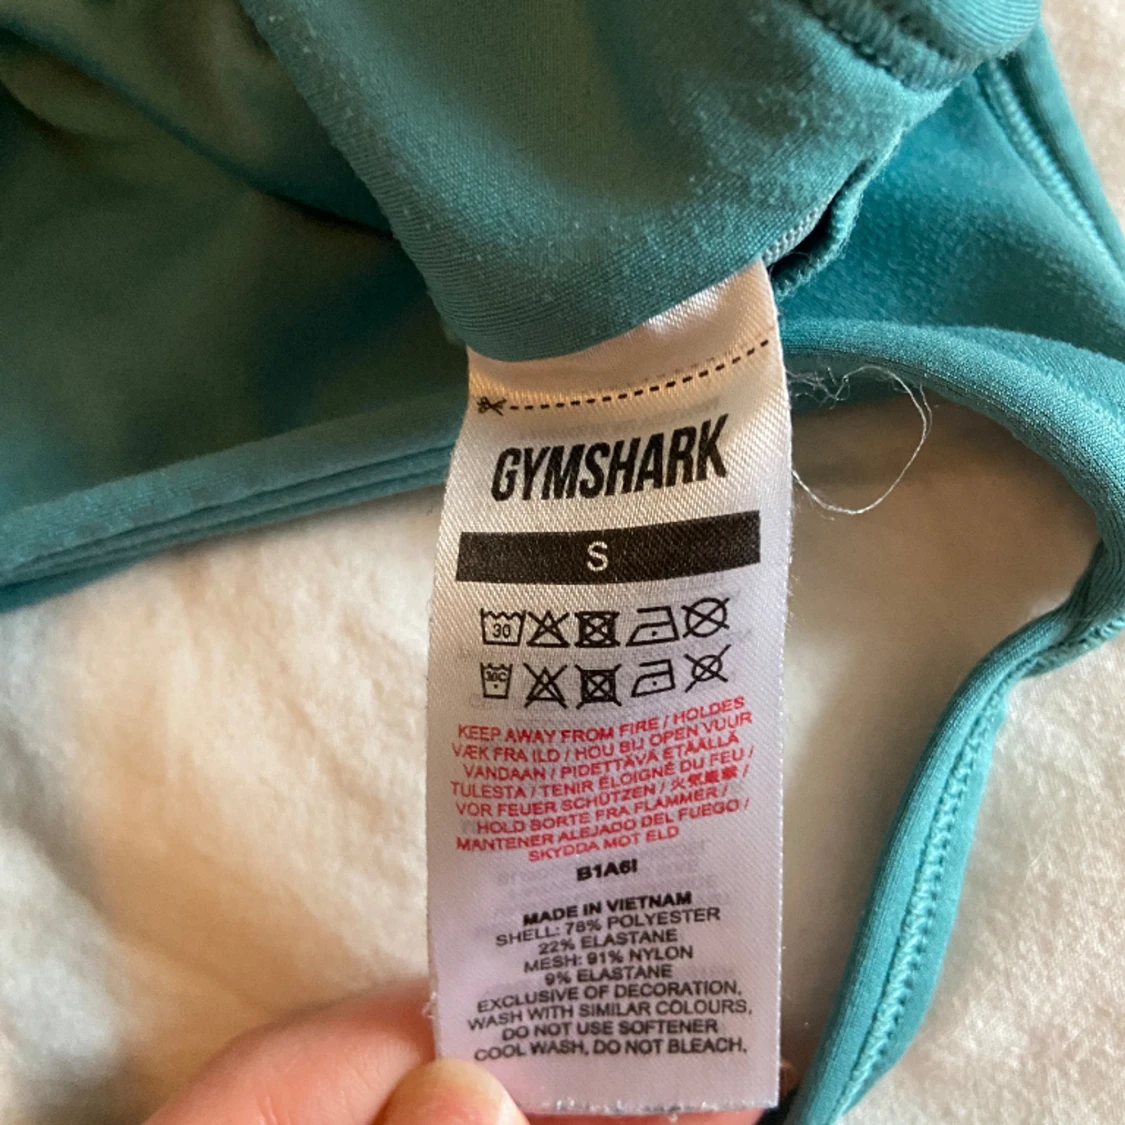 GYMSHARK
S
30
30C
KEEP AWAY FROM FIRE / HOLDES
VÆK FRA ILD / HOU BIJ OPEN VUUR
VANDAAN / PIDETTÄVÄ ETÄÄLLÄ
TULESTA / TENIR ÉLOIGNÉ DU FEU /
VOR FEUER SCHÜTZEN / 火気厳禁 /
HOLD BORTE FRA FLAMMER /
MANTENER ALEJADO DEL FUEGO /
SKYDDA MOT ELD
B1A6I
MADE IN VIETNAM
SHELL: 78% POLYESTER
22% ELASTANE
MESH: 91% NYLON
9% ELASTANE
EXCLUSIVE OF DECORATION,
WASH WITH SIMILAR COLOURS,
DO NOT USE SOFTENER
COOL WASH, DO NOT BLEACH,